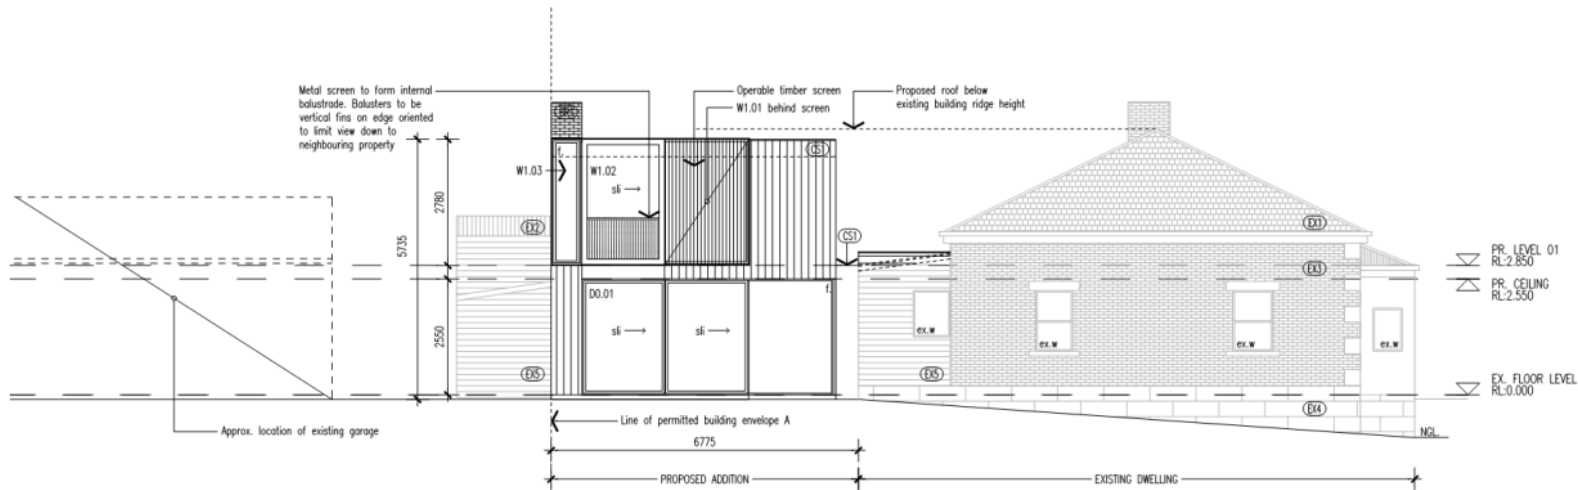 Metal screen to form internal
balustrade. Balusters to be
vertical fins on edge oriented
to limit view down to
neighbouring property
Operable timber screen
W1.01 behind screen
Proposed roof below
existing building ridge height
f.
CS1
W1.03
W1.02
sli
2780
5735
EX2
CS1
EX1
EX3
PR. LEVEL 01
RL:2.850
PR. CEILING
RL:2.550
D0.01
f.
sli
sli
ex.w
ex.w
ex.w
ex.w
2550
EX5
EX5
EX. FLOOR LEVEL
RL:0.000
EX4
NGL.
Approx. location of existing garage
Line of permitted building envelope A
6775
PROPOSED ADDITION
EXISTING DWELLING